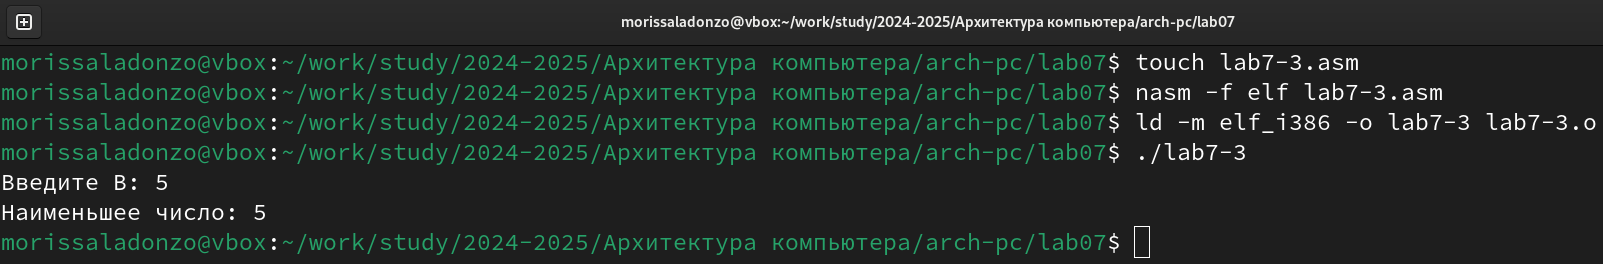 morissaladonzo@vbox:~/work/study/2024-2025/Архитектура компьютера/arch-pc/lab07
morissaladonzo@vbox:~/work/study/2024-2025/Архитектура компьютера/arch-pc/lab07$ touch lab7-3.asm
morissaladonzo@vbox:~/work/study/2024-2025/Архитектура компьютера/arch-pc/lab07$ nasm -f elf lab7-3.asm
morissaladonzo@vbox:~/work/study/2024-2025/Архитектура компьютера/arch-pc/lab07$ ld -m elf_i386 -o lab7-3 lab7-3.o
morissaladonzo@vbox:~/work/study/2024-2025/Архитектура компьютера/arch-pc/lab07$ ./lab7-3
Введите В: 5
Наименьшее число: 5
morissaladonzo@vbox:~/work/study/2024-2025/Архитектура компьютера/arch-pc/lab07$